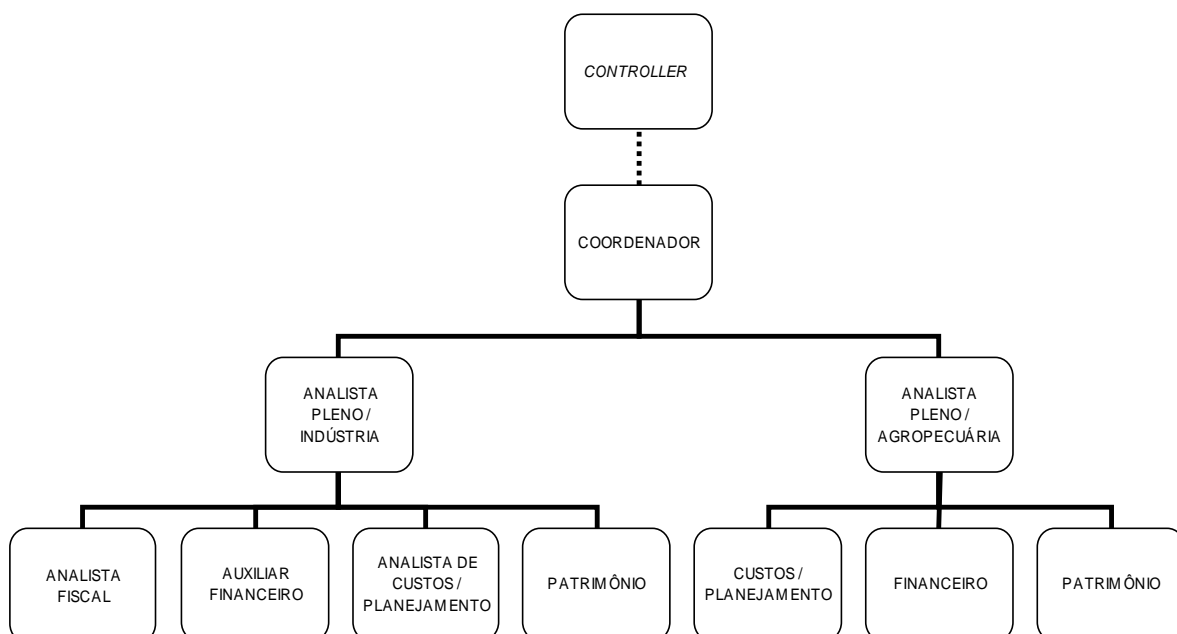 CONTROLLER
COORDENADOR
ANALISTA
PLENO /
INDÚSTRIA
ANALISTA
PLENO /
AGROPECUÁRIA
ANALISTA
FISCAL
AUXILIAR
FINANCEIRO
ANALISTA DE
CUSTOS /
PLANEJAMENTO
PATRIMÔNIO
CUSTOS /
PLANEJAMENTO
FINANCEIRO
PATRIMÔNIO